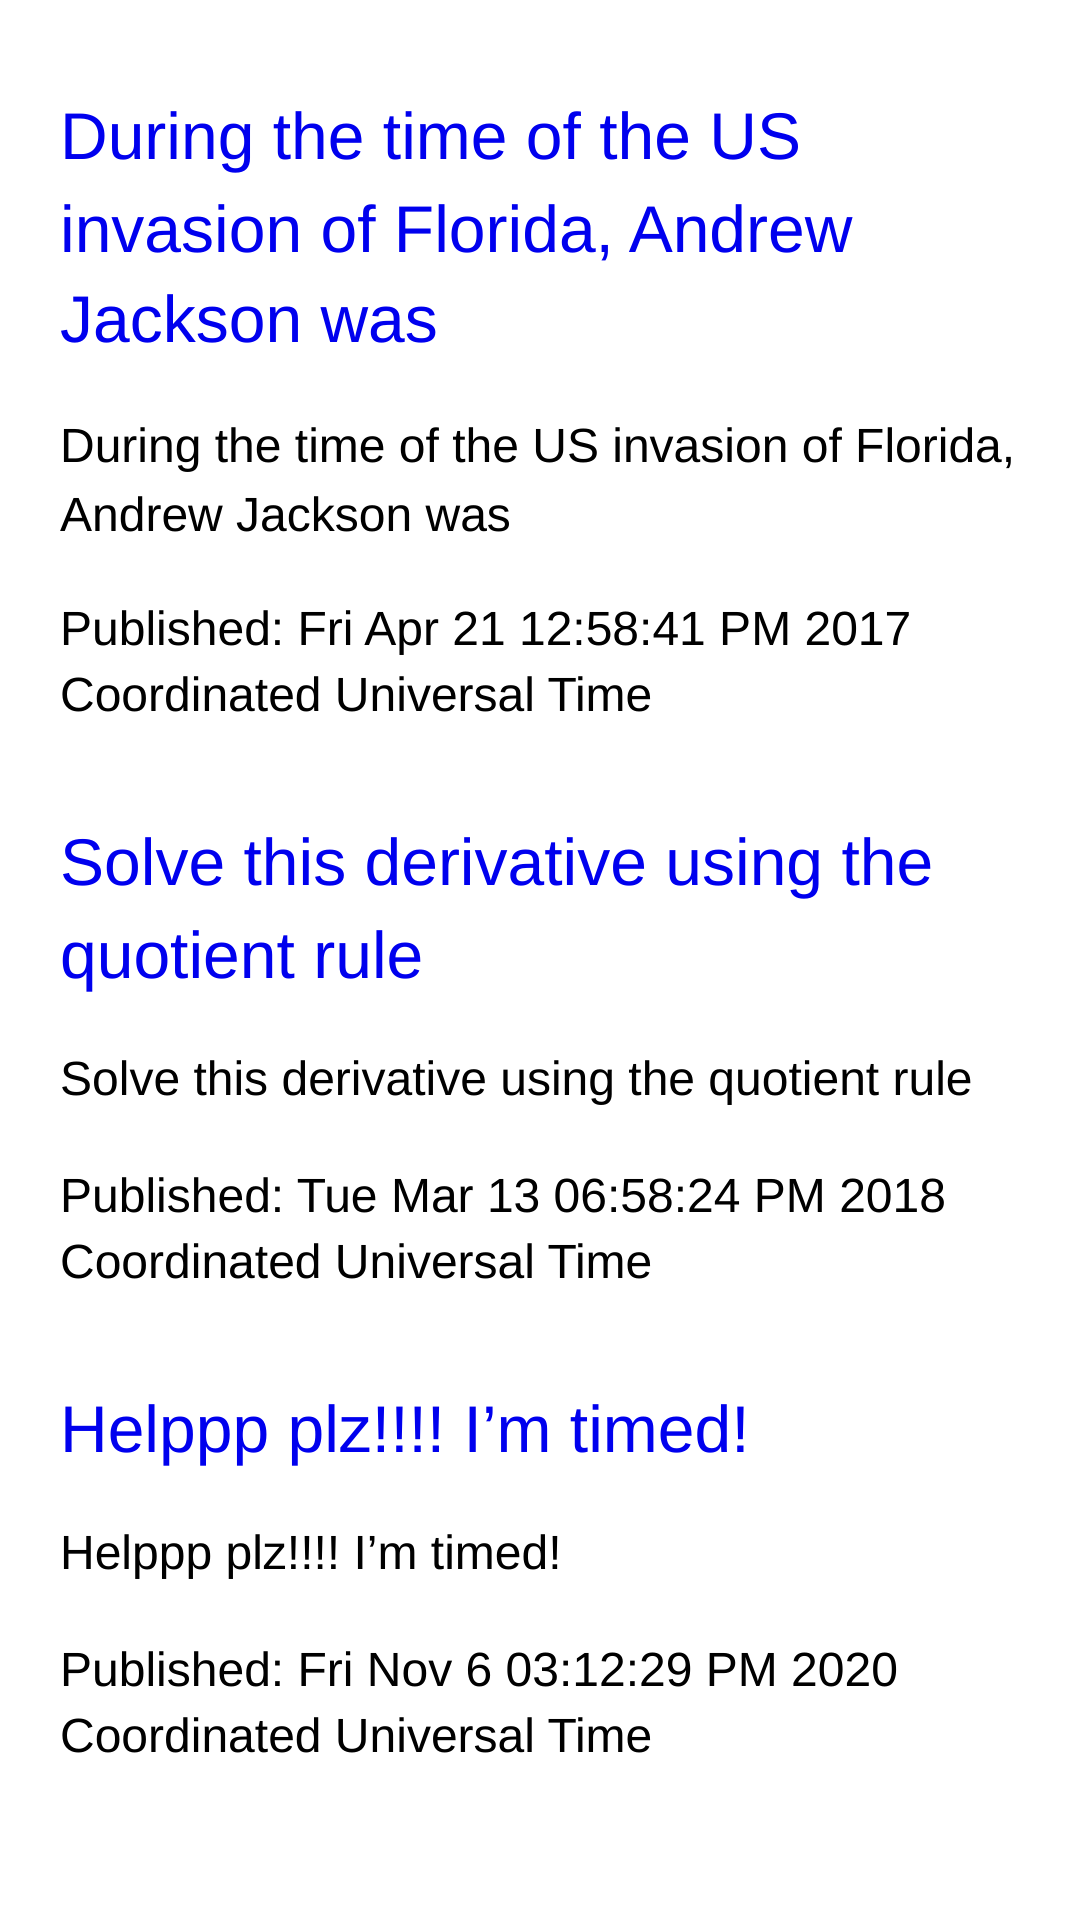 During the time of the US
invasion of Florida, Andrew
Jackson was
During the time of the US invasion of Florida,
Andrew Jackson was
Published: Fri Apr 21 12:58:41 PM 2017
Coordinated Universal Time
Solve this derivative using the
quotient rule
Solve this derivative using the quotient rule
Published: Tue Mar 13 06:58:24 PM 2018
Coordinated Universal Time
Helppp plz!!!! I’m timed!
Helppp plz!!!! I’m timed!
Published: Fri Nov 6 03:12:29 PM 2020
Coordinated Universal Time